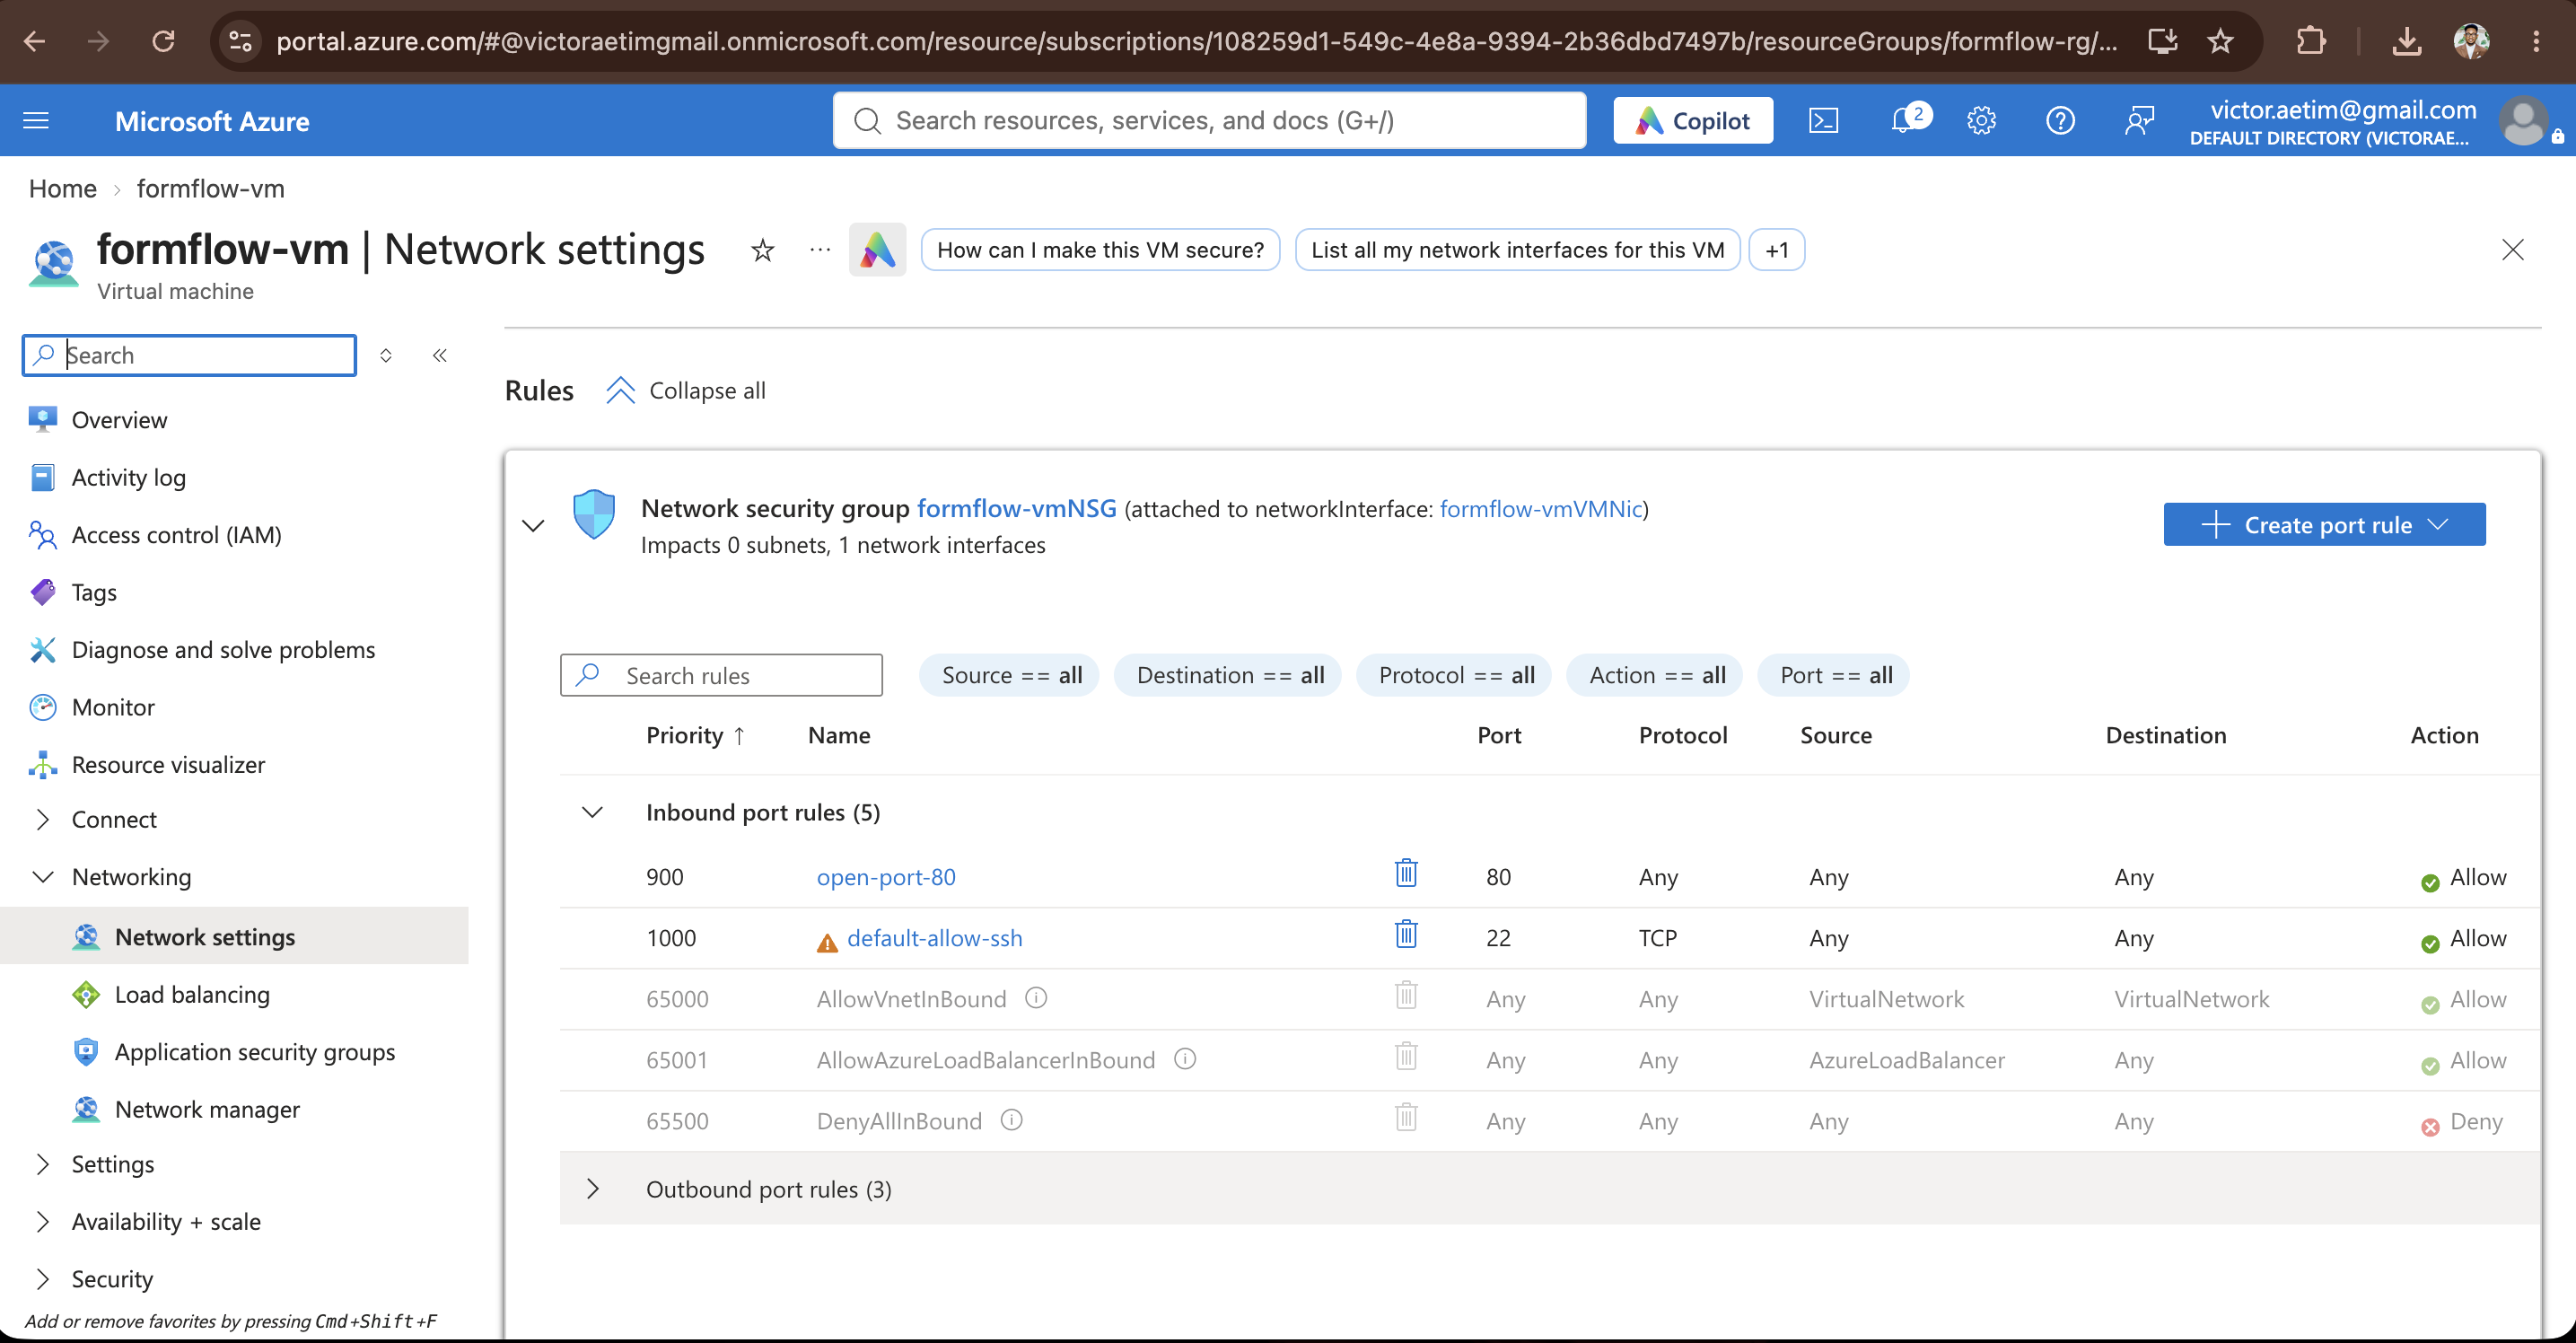 portal.azure.com/#@victoraetimgmail.onmicrosoft.com/resource/subscriptions/108259d1-549c-4e8a-9394-2b36dbd7497b/resourceGroups/formflow-rg/...
Microsoft Azure
Search resources, services, and docs (G+/)
Copilot
2
victor.aetim@gmail.com
DEFAULT DIRECTORY (VICTORAE...
Home > formflow-vm
formflow-vm | Network settings
How can I make this VM secure?
List all my network interfaces for this VM
+1
Virtual machine
Search
Overview
Activity log
Access control (IAM)
Tags
Diagnose and solve problems
Monitor
Resource visualizer
Connect
Networking
Network settings
Load balancing
Application security groups
Network manager
Settings
Availability + scale
Security
Add or remove favorites by pressing Cmd+Shift+F
Rules
Collapse all
Network security group formflow-vmNSG (attached to networkInterface: formflow-vmVMNic)
Impacts 0 subnets, 1 network interfaces
Create port rule
Search rules
Source == all
Destination == all
Protocol == all
Action == all
Port == all
Priority ↑ Name Port Protocol Source Destination Action
Inbound port rules (5)
900 open-port-80 80 Any Any Any Allow
1000 default-allow-ssh 22 TCP Any Any Allow
65000 AllowVnetInBound Any Any VirtualNetwork VirtualNetwork Allow
65001 AllowAzureLoadBalancerInBound Any Any AzureLoadBalancer Any Allow
65500 DenyAllInBound Any Any Any Any Deny
Outbound port rules (3)